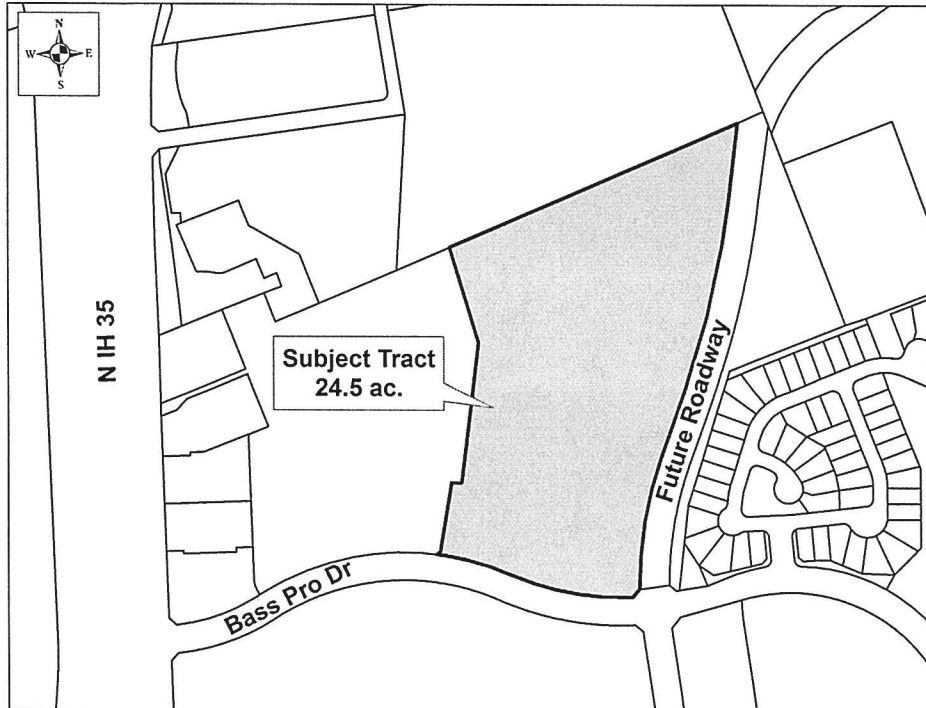 N
W E
S
N IH 35
Subject Tract
24.5 ac.
Future Roadway
Bass Pro Dr